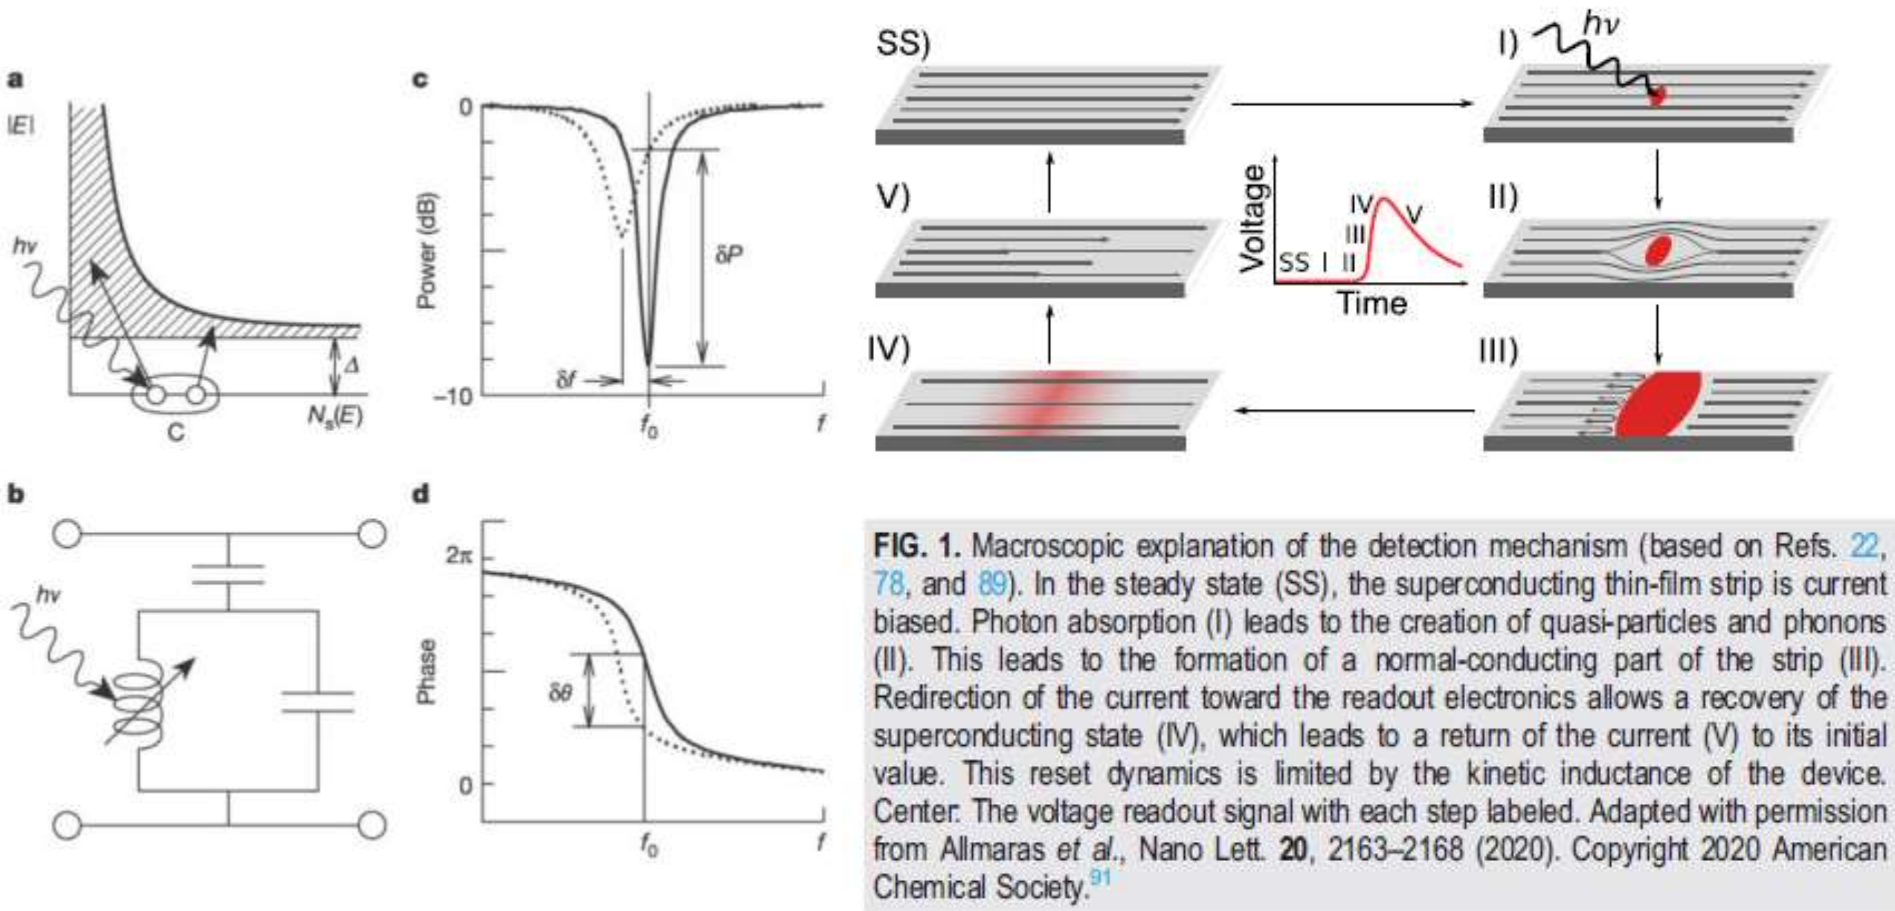 a
|E|
hν
Δ
Nₛ(E)
C
b
hν
c
0
Power (dB)
δP
δf
–10
f₀
f
d
2π
Phase
δθ
0
f₀
f
SS)
I)
hν
II)
III)
IV)
V)
Voltage
IV
V
III
SS I II
Time
FIG. 1. Macroscopic explanation of the detection mechanism (based on Refs. 22,
78, and 89). In the steady state (SS), the superconducting thin-film strip is current
biased. Photon absorption (I) leads to the creation of quasi-particles and phonons
(II). This leads to the formation of a normal-conducting part of the strip (III).
Redirection of the current toward the readout electronics allows a recovery of the
superconducting state (IV), which leads to a return of the current (V) to its initial
value. This reset dynamics is limited by the kinetic inductance of the device.
Center: The voltage readout signal with each step labeled. Adapted with permission
from Allmaras et al., Nano Lett. 20, 2163–2168 (2020). Copyright 2020 American
Chemical Society.⁹¹